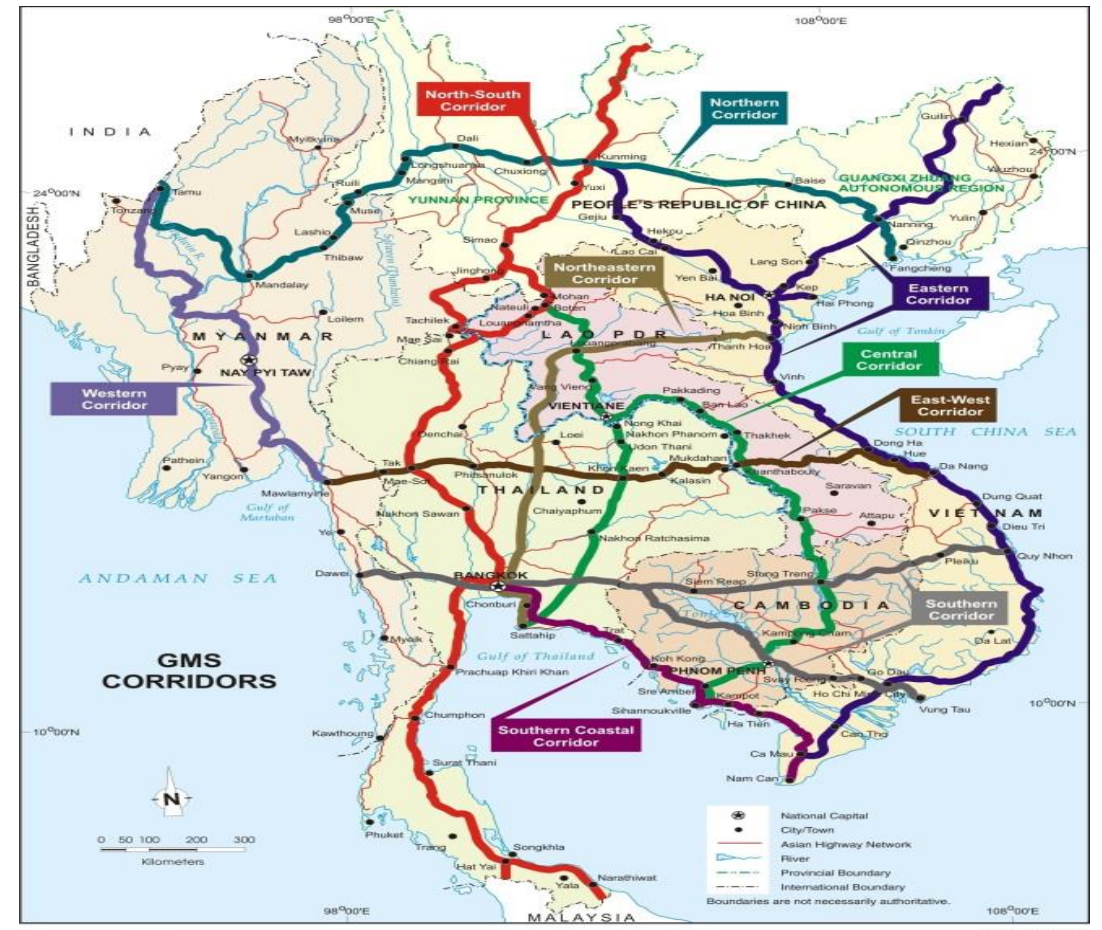 98°00'E
108°00'E
North-South
Corridor
Northern
Corridor
INDIA
Myitkyina
Dali
Guilin
Hexian
24°00'N
Longshuanan
Kunming
Mangshi
Chuxiong
Wuzhou
24°00'N
Tamu
Ruili
Yuxi
Baise
GUANGXI ZHUANG
AUTONOMOUS REGION
Tonzang
Muse
YUNNAN PROVINCE
PEOPLE'S REPUBLIC OF CHINA
Gejiu
Nanning
Yulin
BANGLADESH
Lashio
Simao
Hekou
Qinzhou
Thibaw
Lao Cai
Lang Son
Fangcheng
Mandalay
Jinghong
Northeastern
Corridor
Yen Bai
Kep
Eastern
Corridor
Mohan
HA NOI
Hai Phong
Nateuil
Boten
Hoa Binh
Loilem
Louangnamtha
Ninh Binh
Gulf of Tonkin
MYANMAR
Tachilek
LAO PDR
Mae Sai
Louangprabang
Thanh Hoa
Central
Corridor
Pyay
NAY PYI TAW
Chiang Rai
Vang Vieng
Vinh
Western
Corridor
Pakkading
East-West
Corridor
VIENTIANE
Ban Lao
Nong Khai
Denchai
Loei
Nakhon Phanom
Thakhek
SOUTH CHINA SEA
Udon Thani
Dong Ha
Pathein
Tak
Mukdahan
Hue
Yangon
Mae Sot
Phitsanulok
Khon Kaen
Khanthabouly
Da Nang
Mawlamyine
Kalasin
THAILAND
Saravan
Gulf of
Martaban
Nakhon Sawan
Chaiyaphum
Pakse
Attapu
Dung Quat
VIETNAM
Ye
Dieu Tri
Nakhon Ratchasima
Quy Nhon
Dawei
BANGKOK
Stung Treng
Pleiku
ANDAMAN SEA
Siem Reap
Chonburi
CAMBODIA
Southern
Corridor
Sattahip
Trat
Kampong Cham
Da Lat
Myeik
Gulf of Thailand
Koh Kong
PHNOM PENH
GMS
CORRIDORS
Prachuap Khiri Khan
Svay Rieng
Go Dau
Sre Ambel
Kampot
Ho Chi Minh City
Sihannoukville
Vung Tau
10°00'N
Chumphon
Southern Coastal
Corridor
Ha Tien
10°00'N
Kawthoung
Can Tho
Ca Mau
Surat Thani
Nam Can
N
0 50 100 200 300
Kilometers
National Capital
City/Town
Phuket
Asian Highway Network
Trang
Songkhla
River
Hat Yai
Provincial Boundary
Yala
Narathiwat
International Boundary
Boundaries are not necessarily authoritative.
98°00'E
MALAYSIA
108°00'E